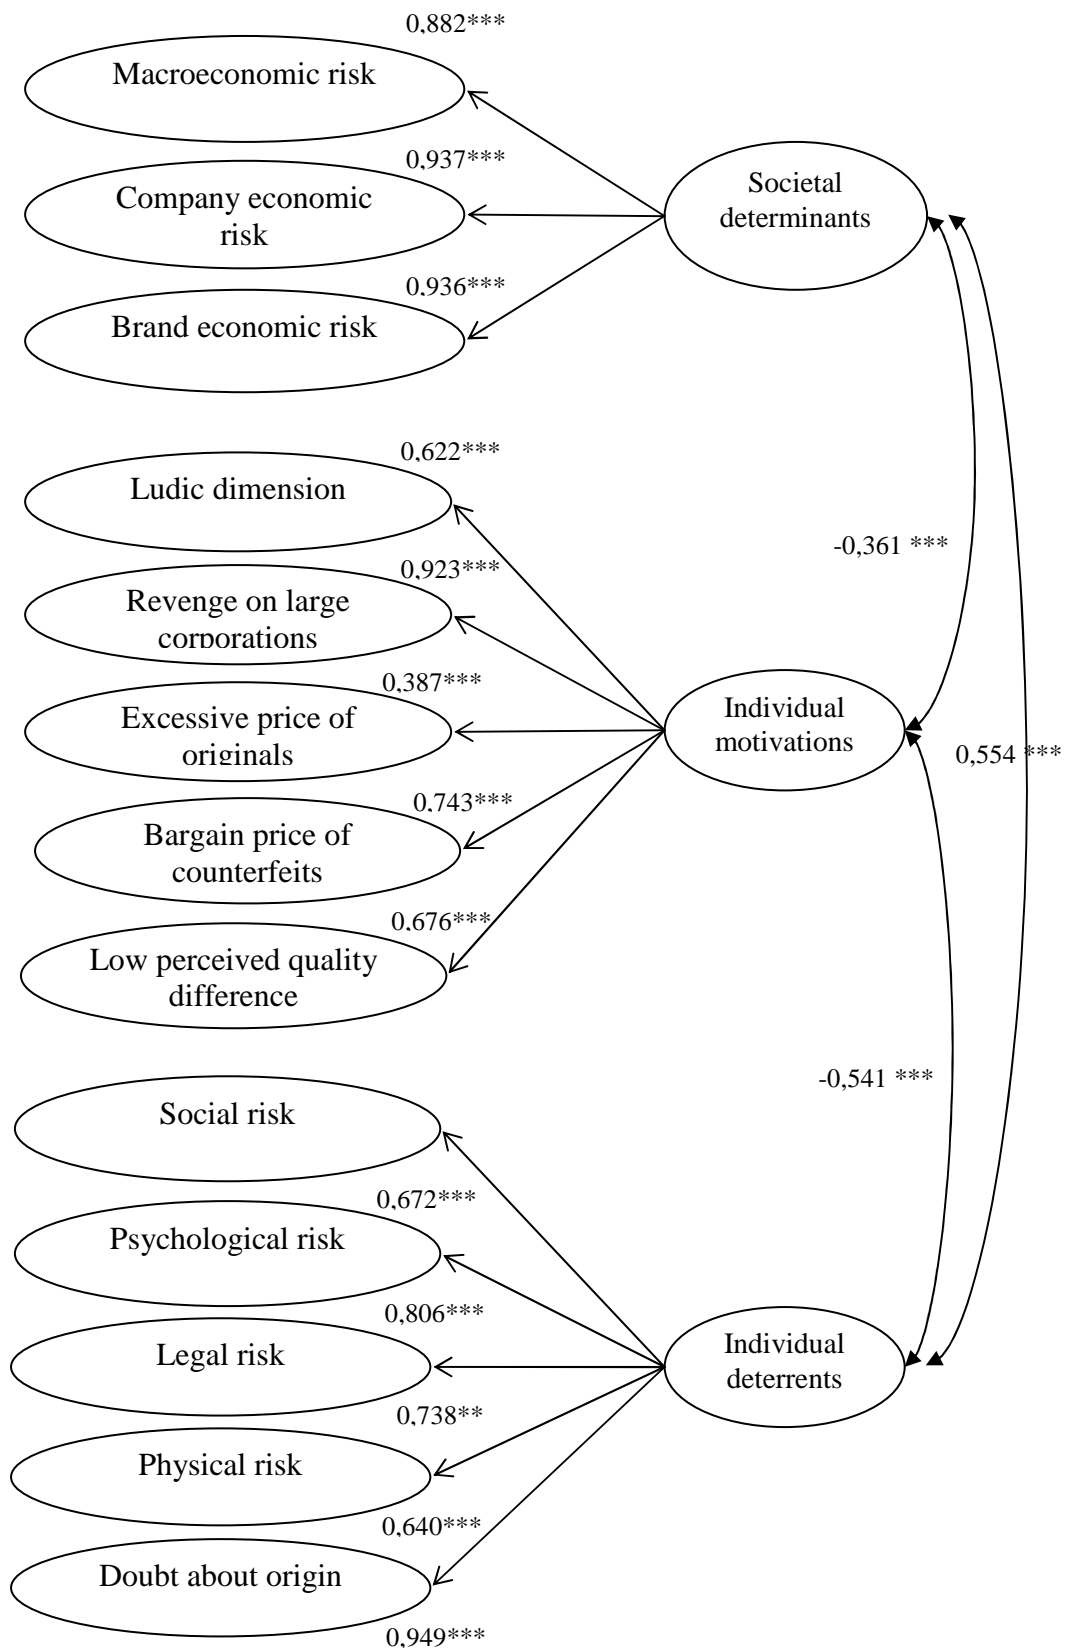 0,882***
Macroeconomic risk
0,937***
Company economic
risk
Societal
determinants
0,936***
Brand economic risk
0,622***
Ludic dimension
-0,361 ***
0,923***
Revenge on large
corporations
0,387***
Excessive price of
originals
Individual
motivations
0,554 ***
0,743***
Bargain price of
counterfeits
0,676***
Low perceived quality
difference
-0,541 ***
Social risk
0,672***
Psychological risk
0,806***
Legal risk
Individual
deterrents
0,738**
Physical risk
0,640***
Doubt about origin
0,949***